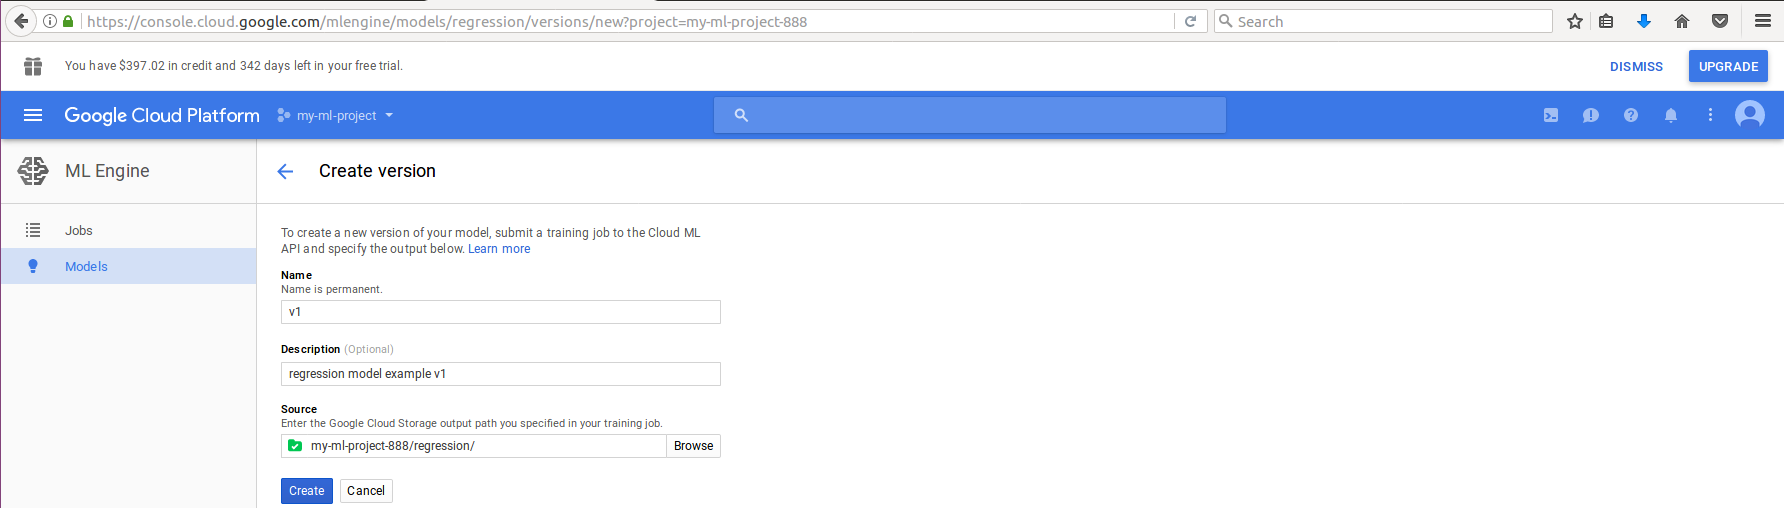 https://console.cloud.google.com/mlengine/models/regression/versions/new?project=my-ml-project-888
Search
You have $397.02 in credit and 342 days left in your free trial.
DISMISS
UPGRADE
Google Cloud Platform
my-ml-project
ML Engine
Create version
Jobs
Models
To create a new version of your model, submit a training job to the Cloud ML
API and specify the output below. Learn more
Name
Name is permanent.
v1
Description (Optional)
regression model example v1
Source
Enter the Google Cloud Storage output path you specified in your training job.
my-ml-project-888/regression/
Browse
Create
Cancel